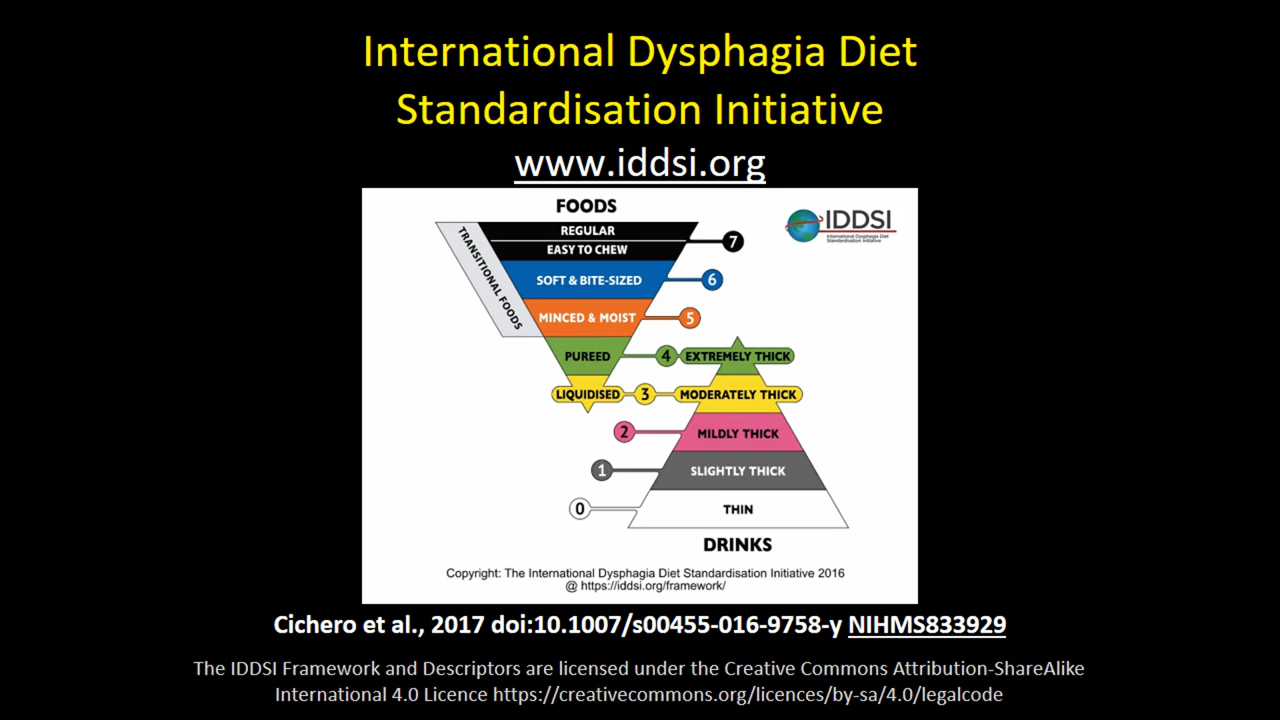 International Dysphagia Diet
Standardisation Initiative
www.iddsi.org
FOODS
IDDSI
International Dysphagia Diet
Standardisation Initiative
TRANSITIONAL FOODS
REGULAR
EASY TO CHEW
7
SOFT & BITE-SIZED
6
MINCED & MOIST
5
PUREED
4
EXTREMELY THICK
LIQUIDISED
3
MODERATELY THICK
2
MILDLY THICK
1
SLIGHTLY THICK
0
THIN
DRINKS
Copyright: The International Dysphagia Diet Standardisation Initiative 2016
@ https://iddsi.org/framework/
Cichero et al., 2017 doi:10.1007/s00455-016-9758-y NIHMS833929
The IDDSI Framework and Descriptors are licensed under the Creative Commons Attribution-ShareAlike
International 4.0 Licence https://creativecommons.org/licences/by-sa/4.0/legalcode